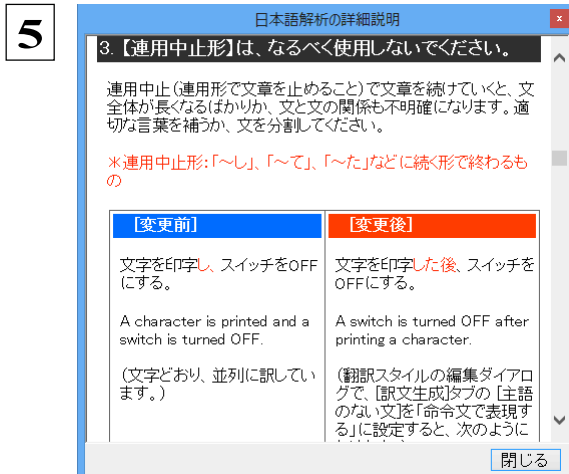 5
日本語解析の詳細説明
x
3.【連用中止形】は、なるべく使用しないでください。
連用中止(連用形で文章を止めること)で文章を続けていくと、文
全体が長くなるばかりか、文と文の関係も不明確になります。適
切な言葉を補うか、文を分割してください。
※連用中止形:「~し」、「~て」、「~た」などに続く形で終わるも
の
[変更前]
文字を印字し、スイッチをOFF
にする。
A character is printed and a
switch is turned OFF.
(文字どおり、並列に訳してい
ます。)
[変更後]
文字を印字した後、スイッチを
OFFにする。
A switch is turned OFF after
printing a character.
(翻訳スタイルの編集ダイアロ
グで、[訳文生成]タブの [主語
のない文]を「命令文で表現す
る」に設定すると、次のように
閉じる